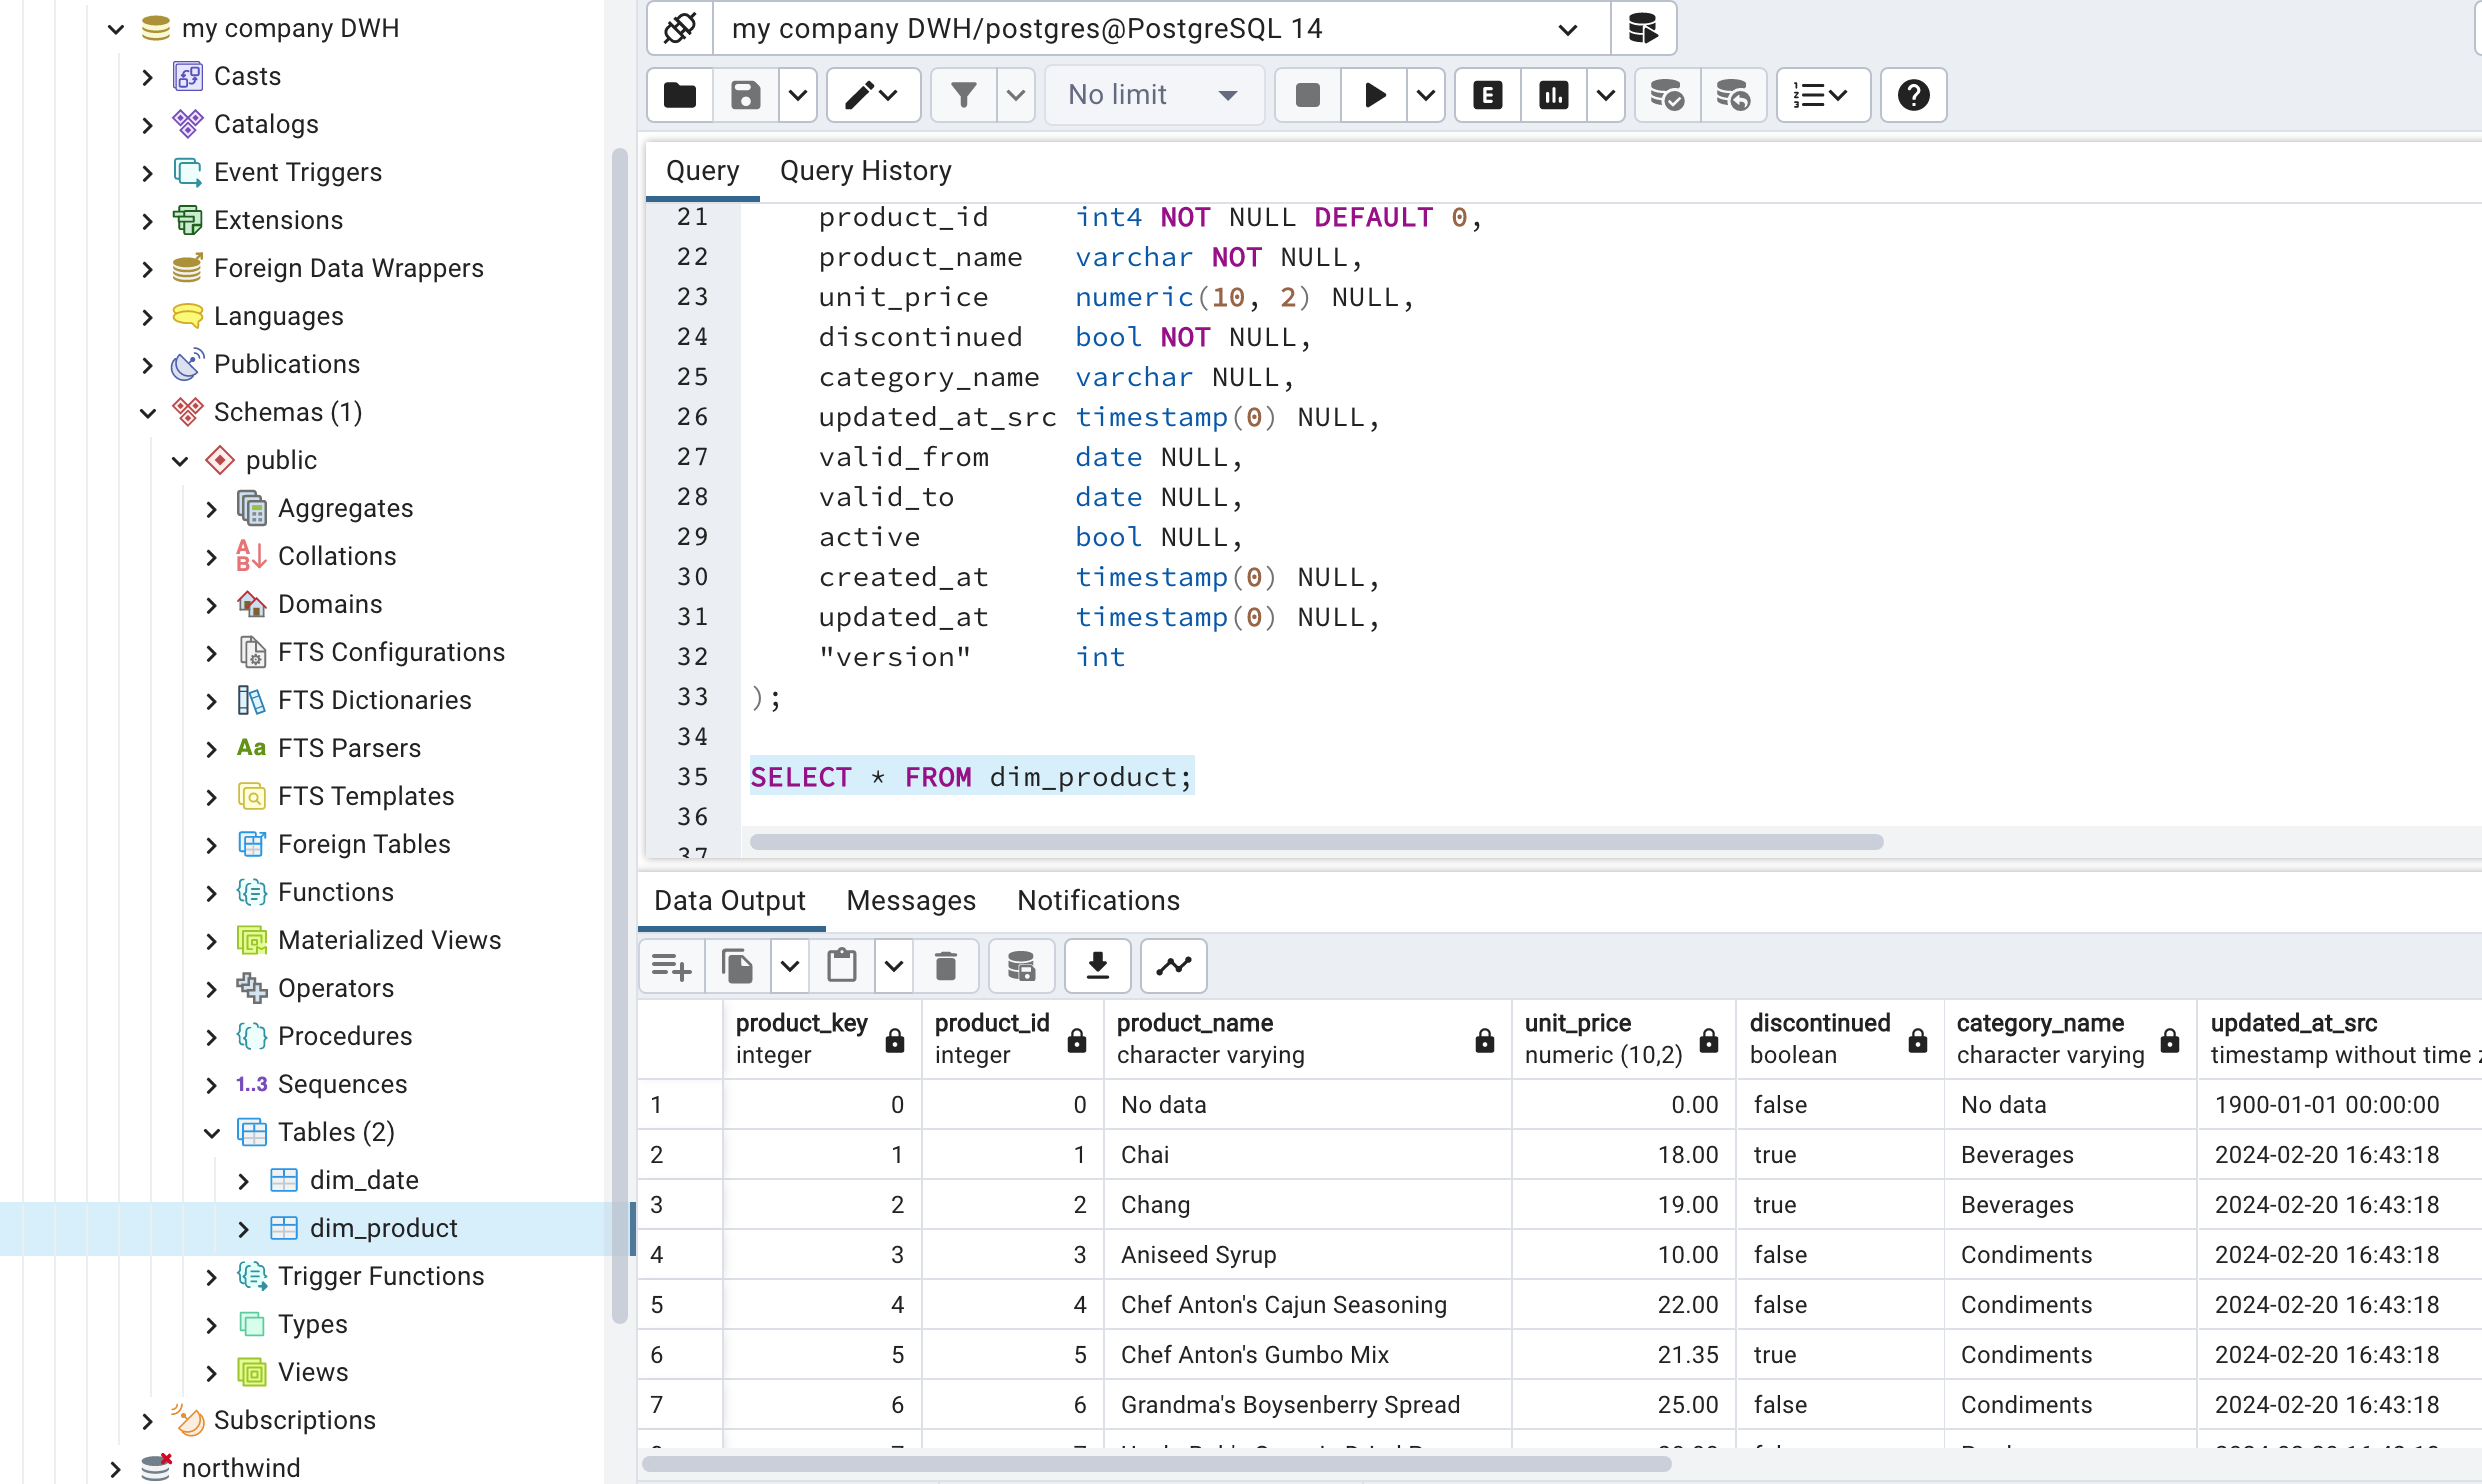 my company DWH
Casts
Catalogs
Event Triggers
Extensions
Foreign Data Wrappers
Languages
Publications
Schemas (1)
public
Aggregates
Collations
Domains
FTS Configurations
FTS Dictionaries
Aa FTS Parsers
FTS Templates
Foreign Tables
Functions
Materialized Views
Operators
Procedures
1..3 Sequences
Tables (2)
dim_date
dim_product
Trigger Functions
Types
Views
Subscriptions
northwind
my company DWH/postgres@PostgreSQL 14
No limit
Query Query History
21 product_id int4 NOT NULL DEFAULT 0,
22 product_name varchar NOT NULL,
23 unit_price numeric(10, 2) NULL,
24 discontinued bool NOT NULL,
25 category_name varchar NULL,
26 updated_at_src timestamp(0) NULL,
27 valid_from date NULL,
28 valid_to date NULL,
29 active bool NULL,
30 created_at timestamp(0) NULL,
31 updated_at timestamp(0) NULL,
32 "version" int
33 );
34
35 SELECT * FROM dim_product;
36
37
Data Output Messages Notifications
product_key product_id product_name unit_price discontinued category_name updated_at_src
integer integer character varying numeric (10,2) boolean character varying timestamp without time
1 0 0 No data 0.00 false No data 1900-01-01 00:00:00
2 1 1 Chai 18.00 true Beverages 2024-02-20 16:43:18
3 2 2 Chang 19.00 true Beverages 2024-02-20 16:43:18
4 3 3 Aniseed Syrup 10.00 false Condiments 2024-02-20 16:43:18
5 4 4 Chef Anton's Cajun Seasoning 22.00 false Condiments 2024-02-20 16:43:18
6 5 5 Chef Anton's Gumbo Mix 21.35 true Condiments 2024-02-20 16:43:18
7 6 6 Grandma's Boysenberry Spread 25.00 false Condiments 2024-02-20 16:43:18